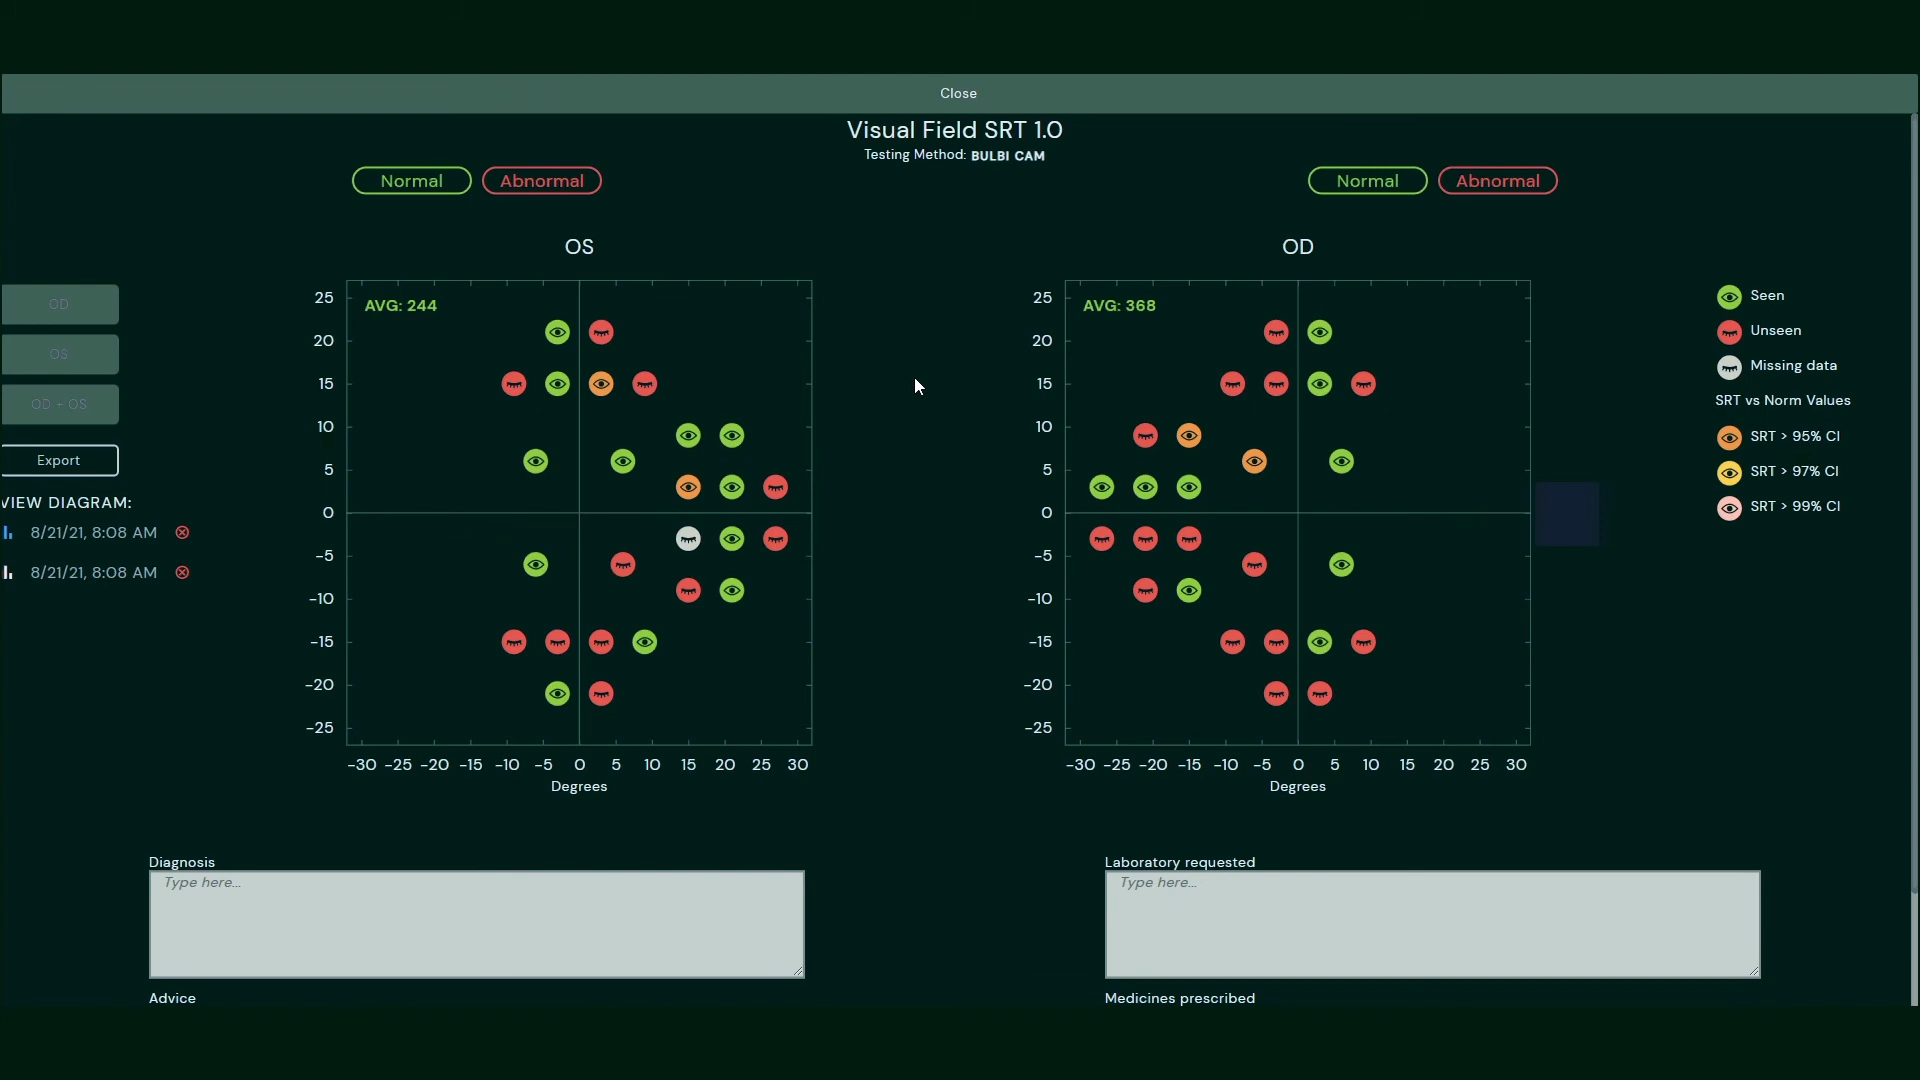 Close
Visual Field SRT 1.0
Testing Method: BULBI CAM
Normal
Abnormal
Normal
Abnormal
OS
OD
OD
OS
OD + OS
Export
VIEW DIAGRAM:
8/21/21, 8:08 AM
8/21/21, 8:08 AM
AVG: 244
25
20
15
10
5
0
-5
-10
-15
-20
-25
-30 -25 -20 -15 -10 -5 0 5 10 15 20 25 30
Degrees
AVG: 368
25
20
15
10
5
0
-5
-10
-15
-20
-25
-30 -25 -20 -15 -10 -5 0 5 10 15 20 25 30
Degrees
Seen
Unseen
Missing data
SRT vs Norm Values
SRT > 95% CI
SRT > 97% CI
SRT > 99% CI
Diagnosis
Type here...
Laboratory requested
Type here...
Advice
Medicines prescribed